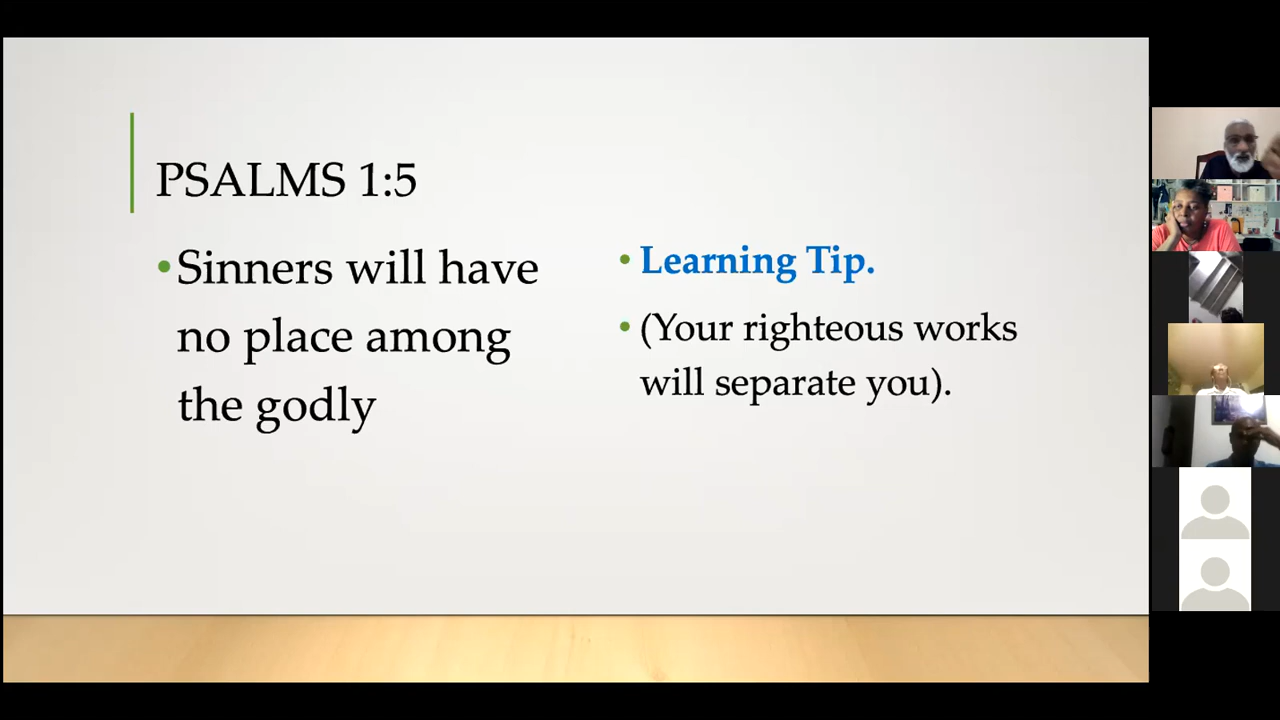 PSALMS 1:5
•Sinners will have
no place among
the godly
• Learning Tip.
• (Your righteous works
will separate you).